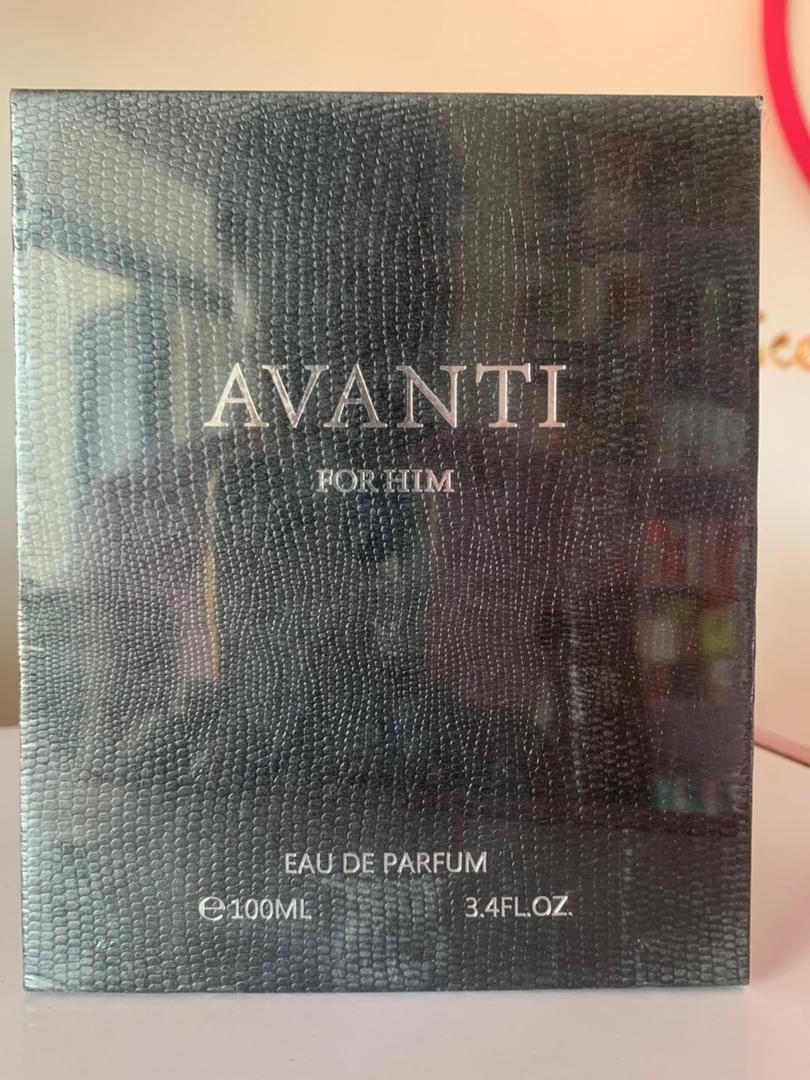 AVANTI
FOR HIM
EAU DE PARFUM
℮100ML 3.4FL.OZ.